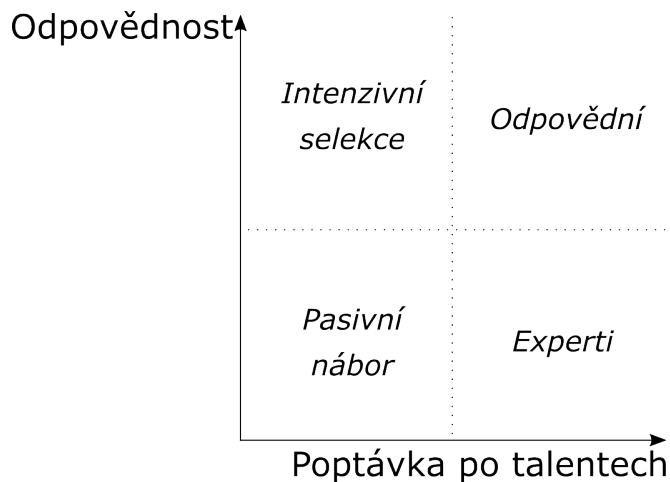 Odpovědnost
Intenzivní
selekce
Odpovědní
Pasivní
nábor
Experti
Poptávka po talentech